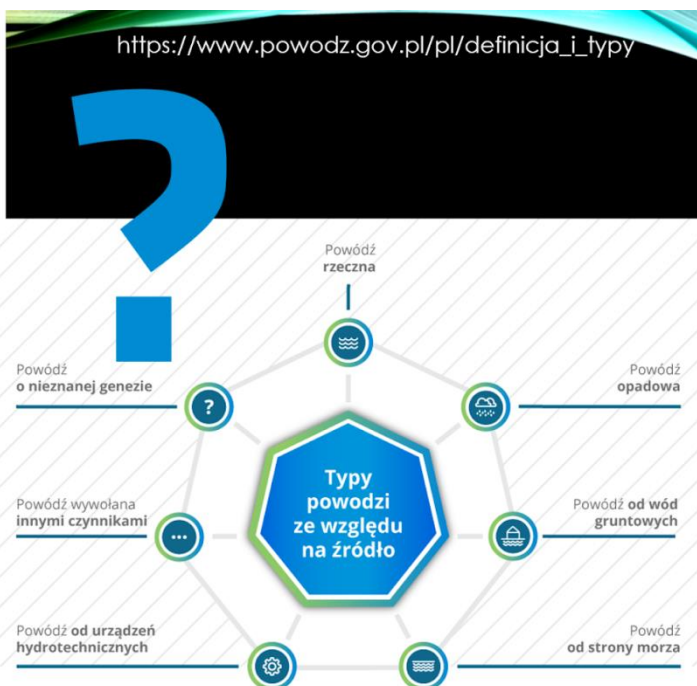 https://www.powodz.gov.pl/pl/definicja_i_typy
?
Powódź
rzeczna
Powódź
o nieznanej genezie
?
Powódź
opadowa
Typy
powodzi
ze względu
na źródło
Powódź wywołana
innymi czynnikami
Powódź od wód
gruntowych
Powódź od urządzeń
hydrotechnicznych
Powódź
od strony morza